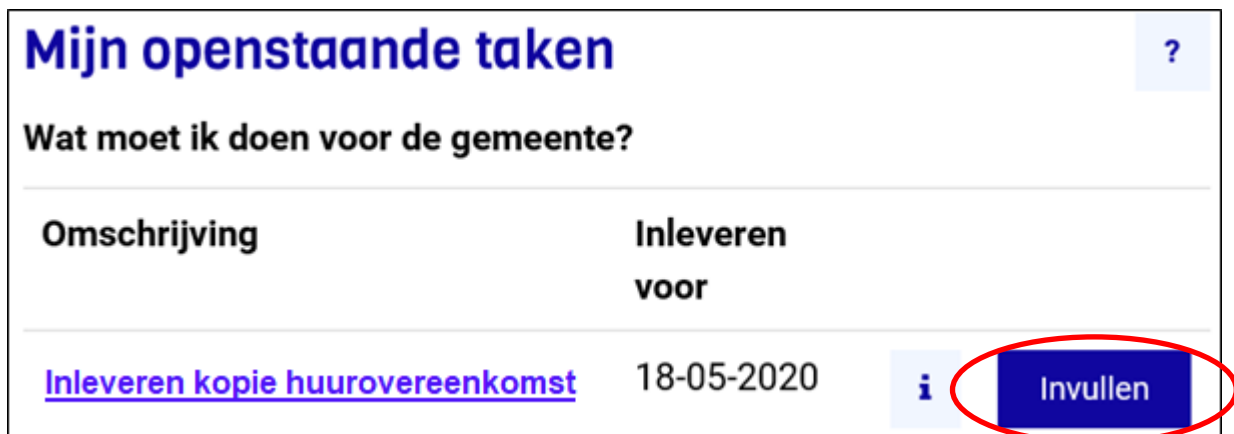 Mijn openstaande taken
?
Wat moet ik doen voor de gemeente?
Omschrijving
Inleveren
voor
Inleveren kopie huurovereenkomst 18-05-2020 i Invullen